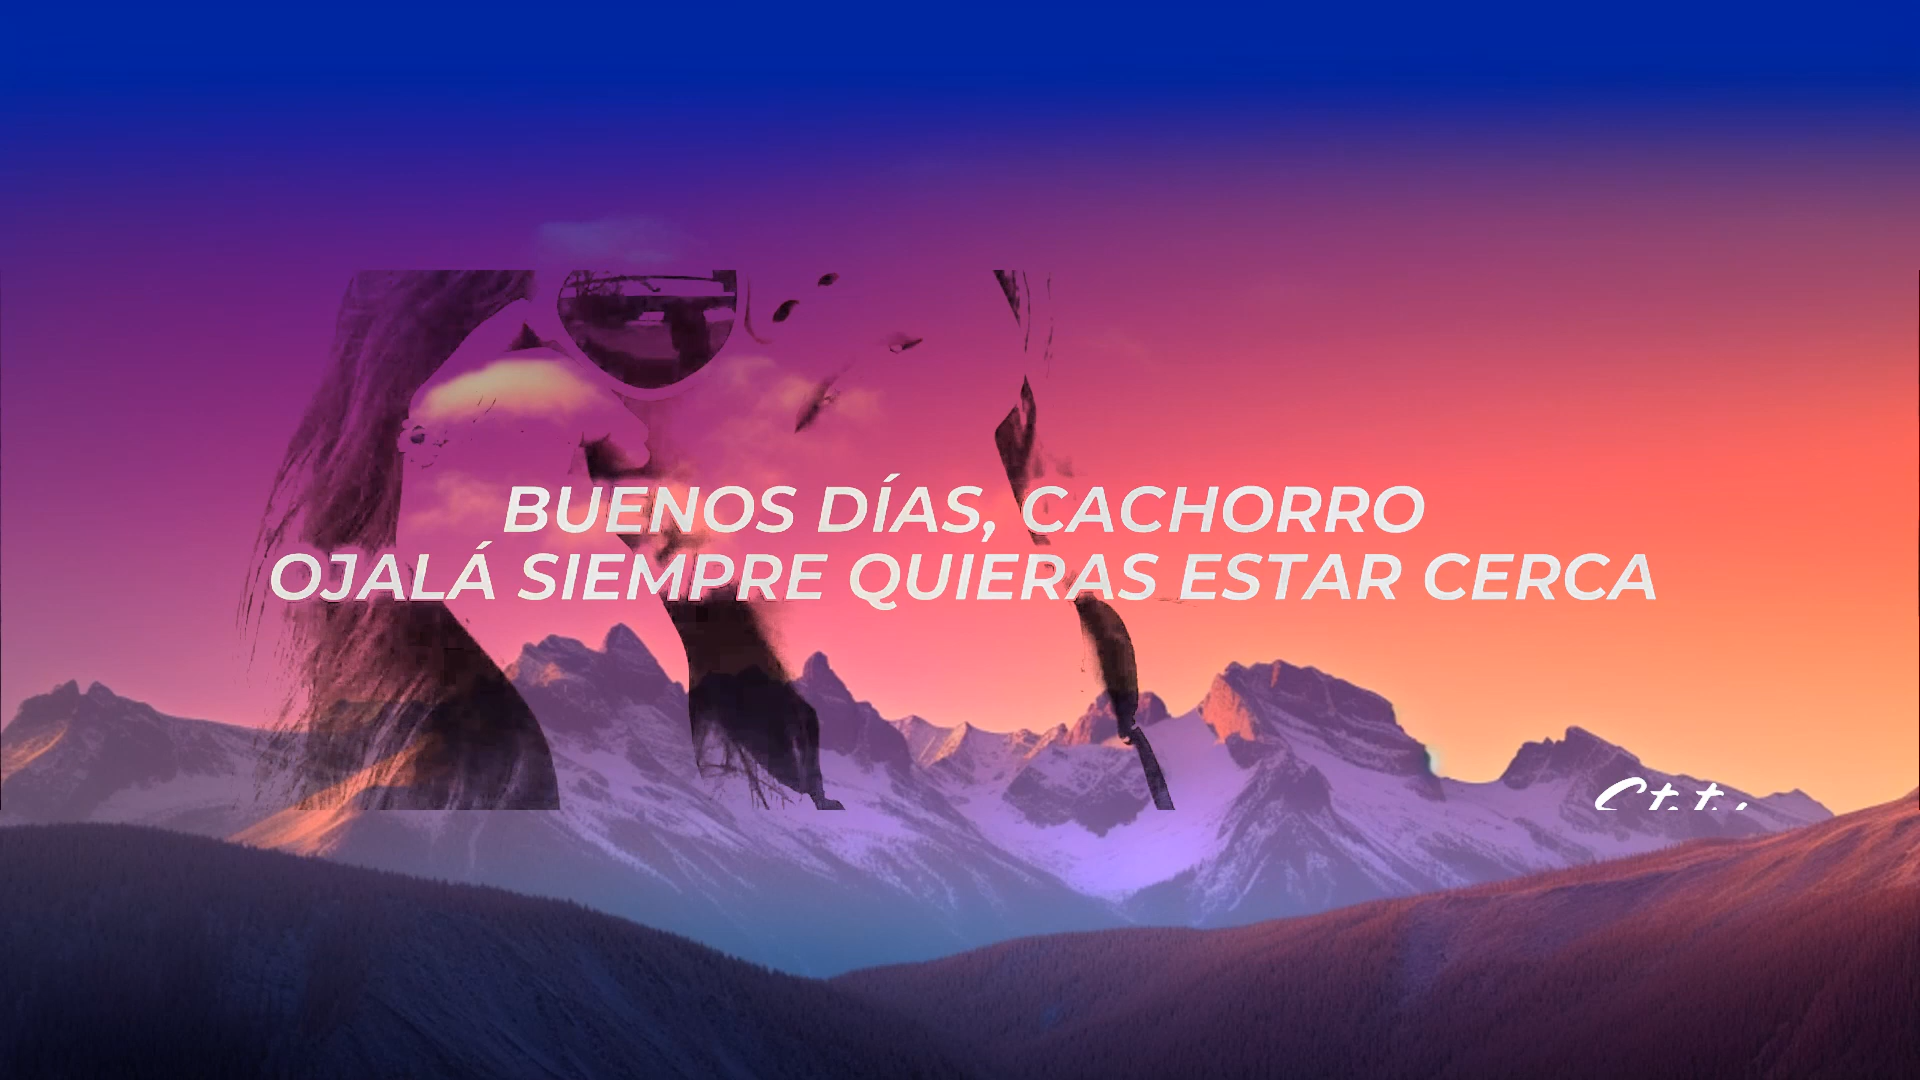 BUENOS DÍAS, CACHORRO
OJALÁ SIEMPRE QUIERAS ESTAR CERCA